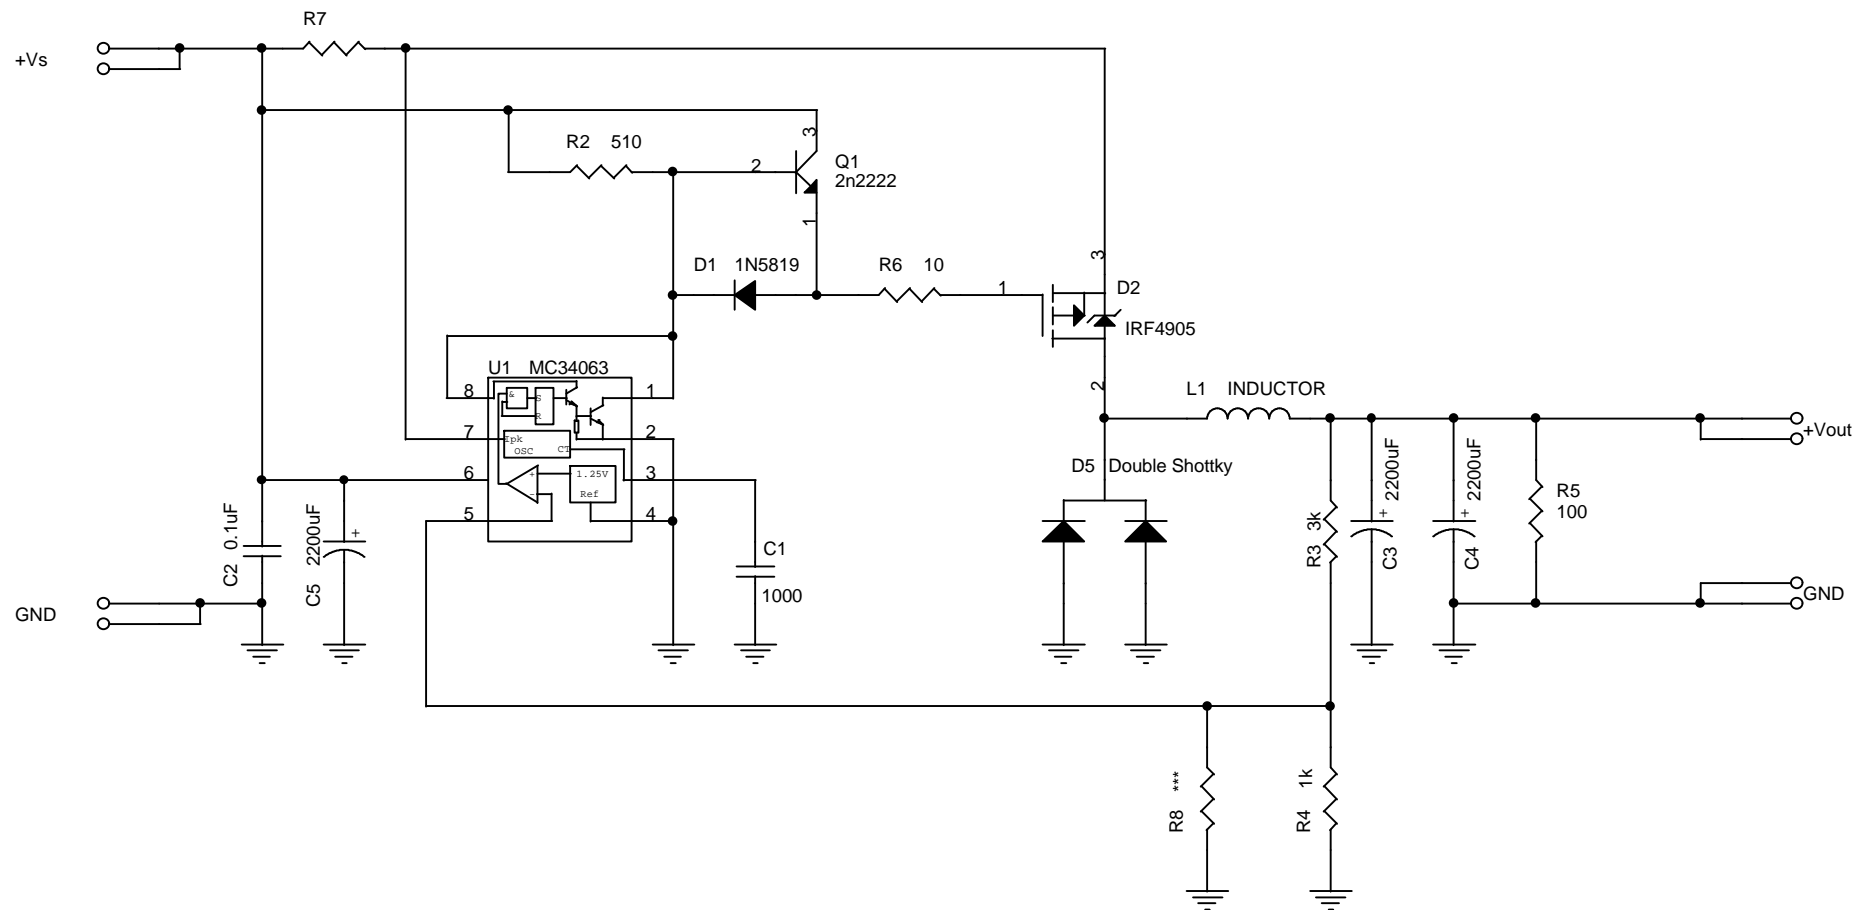 R7
+Vs
R2 510
3
2
Q1
2n2222
1
D1 1N5819
R6 10
3
1
D2
IRF4905
2
U1 MC34063
8
1
&
S
R
7
2
Ipk
OSC
CT
6
3
+
1.25V
Ref
-
5
4
L1 INDUCTOR
+Vout
D5 Double Shottky
C2 0.1uF
C5 2200uF
+
C1
1000
R3 3k
C3 2200uF
+
C4 2200uF
+
R5
100
GND
GND
R8 ***
R4 1k